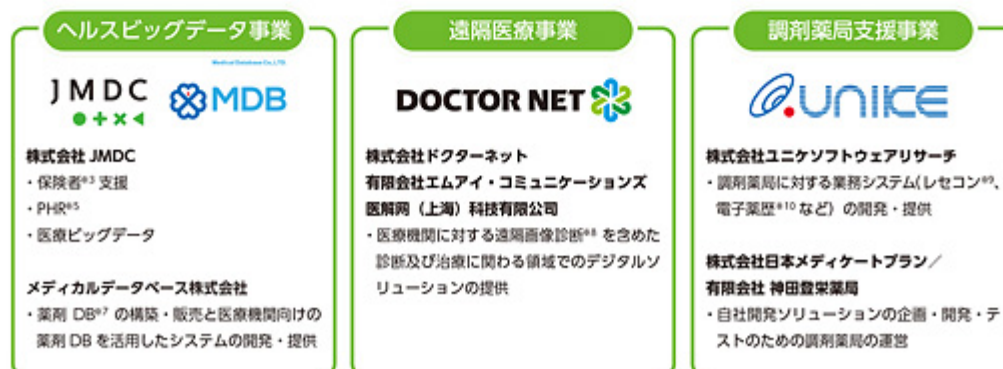 ヘルスビッグデータ事業
JMDC
Medical Database Co.,LTD
MDB
株式会社 JMDC
・保険者※3 支援
・PHR※5
・医療ビッグデータ
メディカルデータベース株式会社
・薬剤 DB※7 の構築・販売と医療機関向けの
薬剤 DB を活用したシステムの開発・提供
遠隔医療事業
DOCTOR NET
株式会社ドクターネット
有限会社エムアイ・コミュニケーションズ
医解网（上海）科技有限公司
・医療機関に対する遠隔画像診断※8 を含めた
診断及び治療に関わる領域でのデジタルソ
リューションの提供
調剤薬局支援事業
UNIKE
株式会社ユニケソフトウェアリサーチ
・調剤薬局に対する業務システム(レセコン※9、
電子薬歴※10 など）の開発・提供
株式会社日本メディケートプラン／
有限会社 神田登栄薬局
・自社開発ソリューションの企画・開発・テ
ストのための調剤薬局の運営